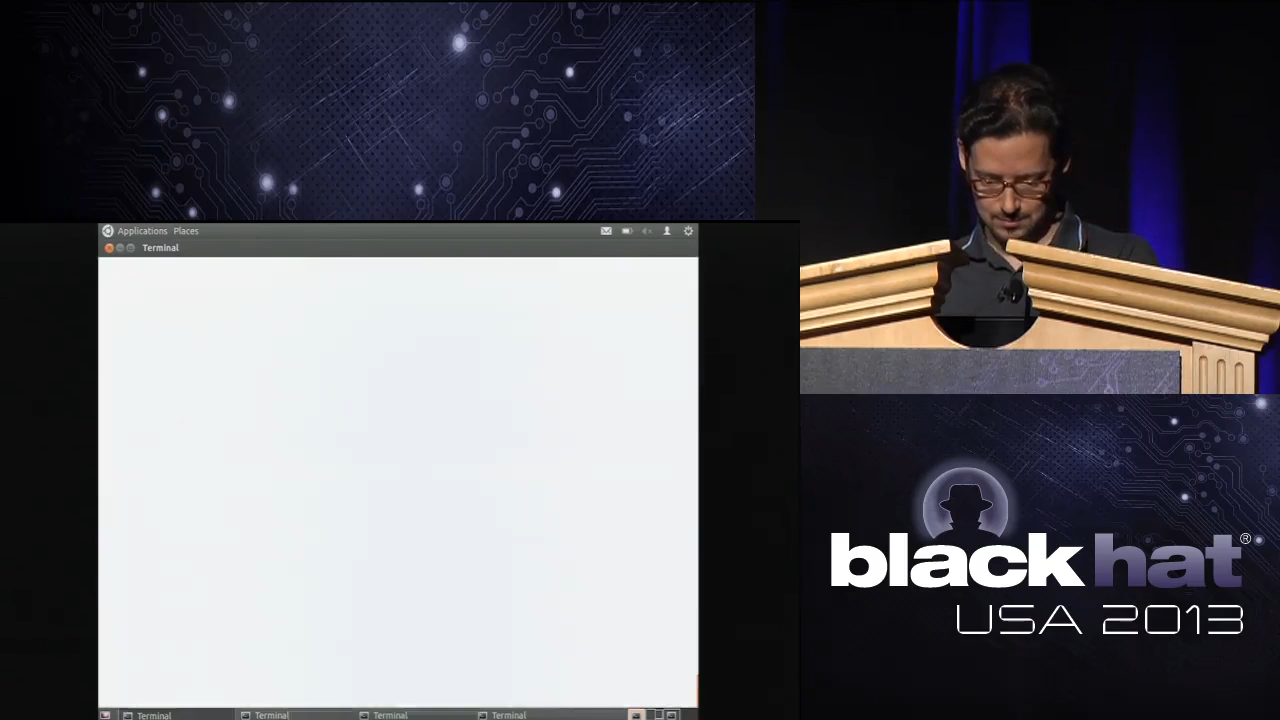 Applications Places
Terminal
Terminal Terminal Terminal Terminal
black hat®
USA 2013